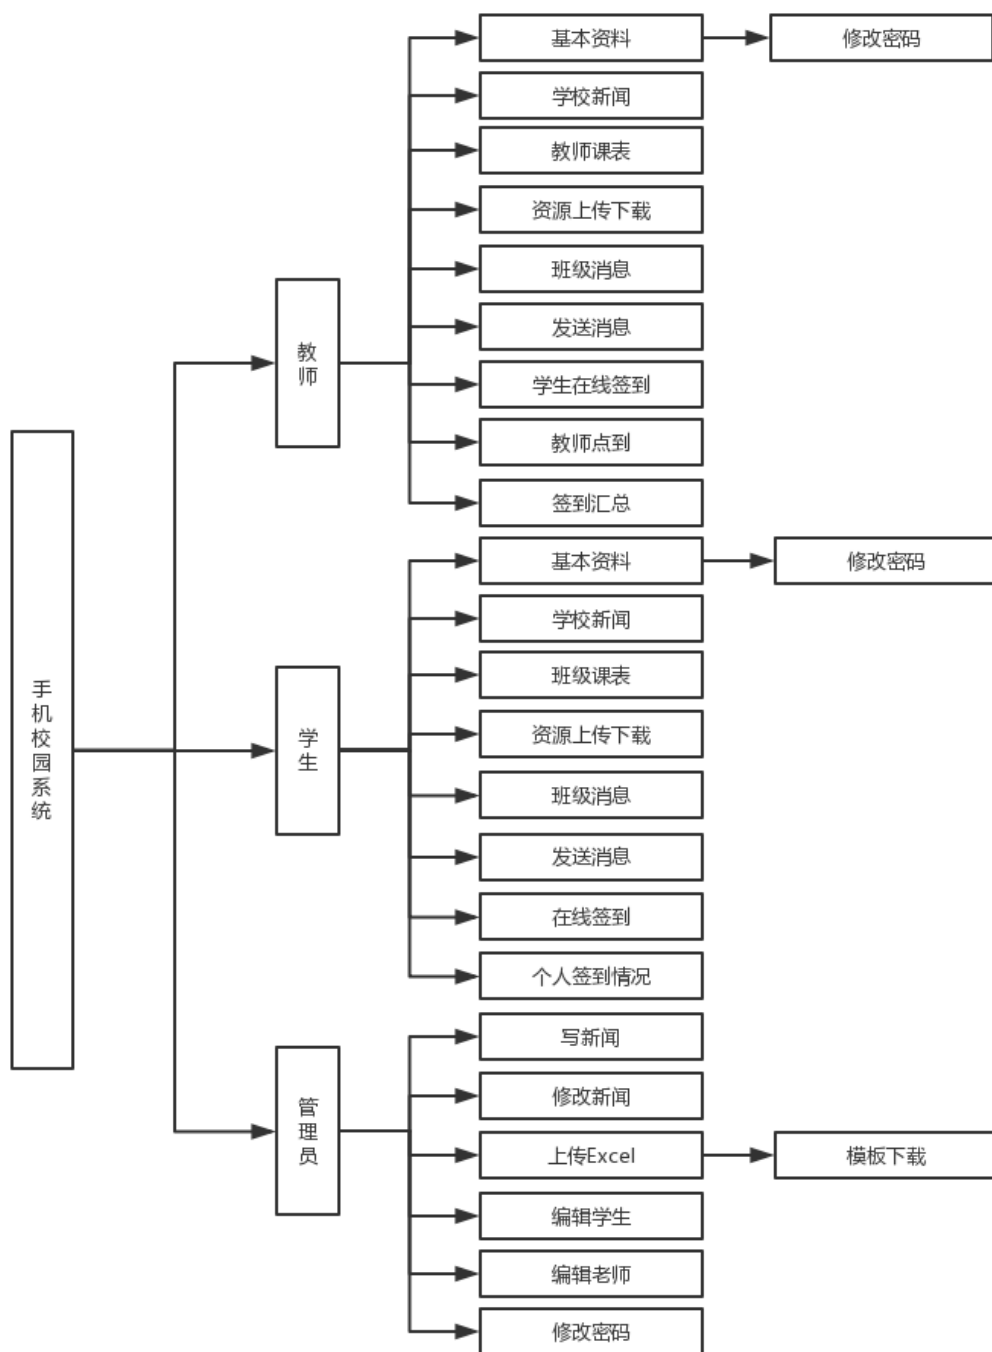 手机校园系统
教师
基本资料
修改密码
学校新闻
教师课表
资源上传下载
班级消息
发送消息
学生在线签到
教师点到
签到汇总
学生
基本资料
修改密码
学校新闻
班级课表
资源上传下载
班级消息
发送消息
在线签到
个人签到情况
管理员
写新闻
修改新闻
上传Excel
模板下载
编辑学生
编辑老师
修改密码